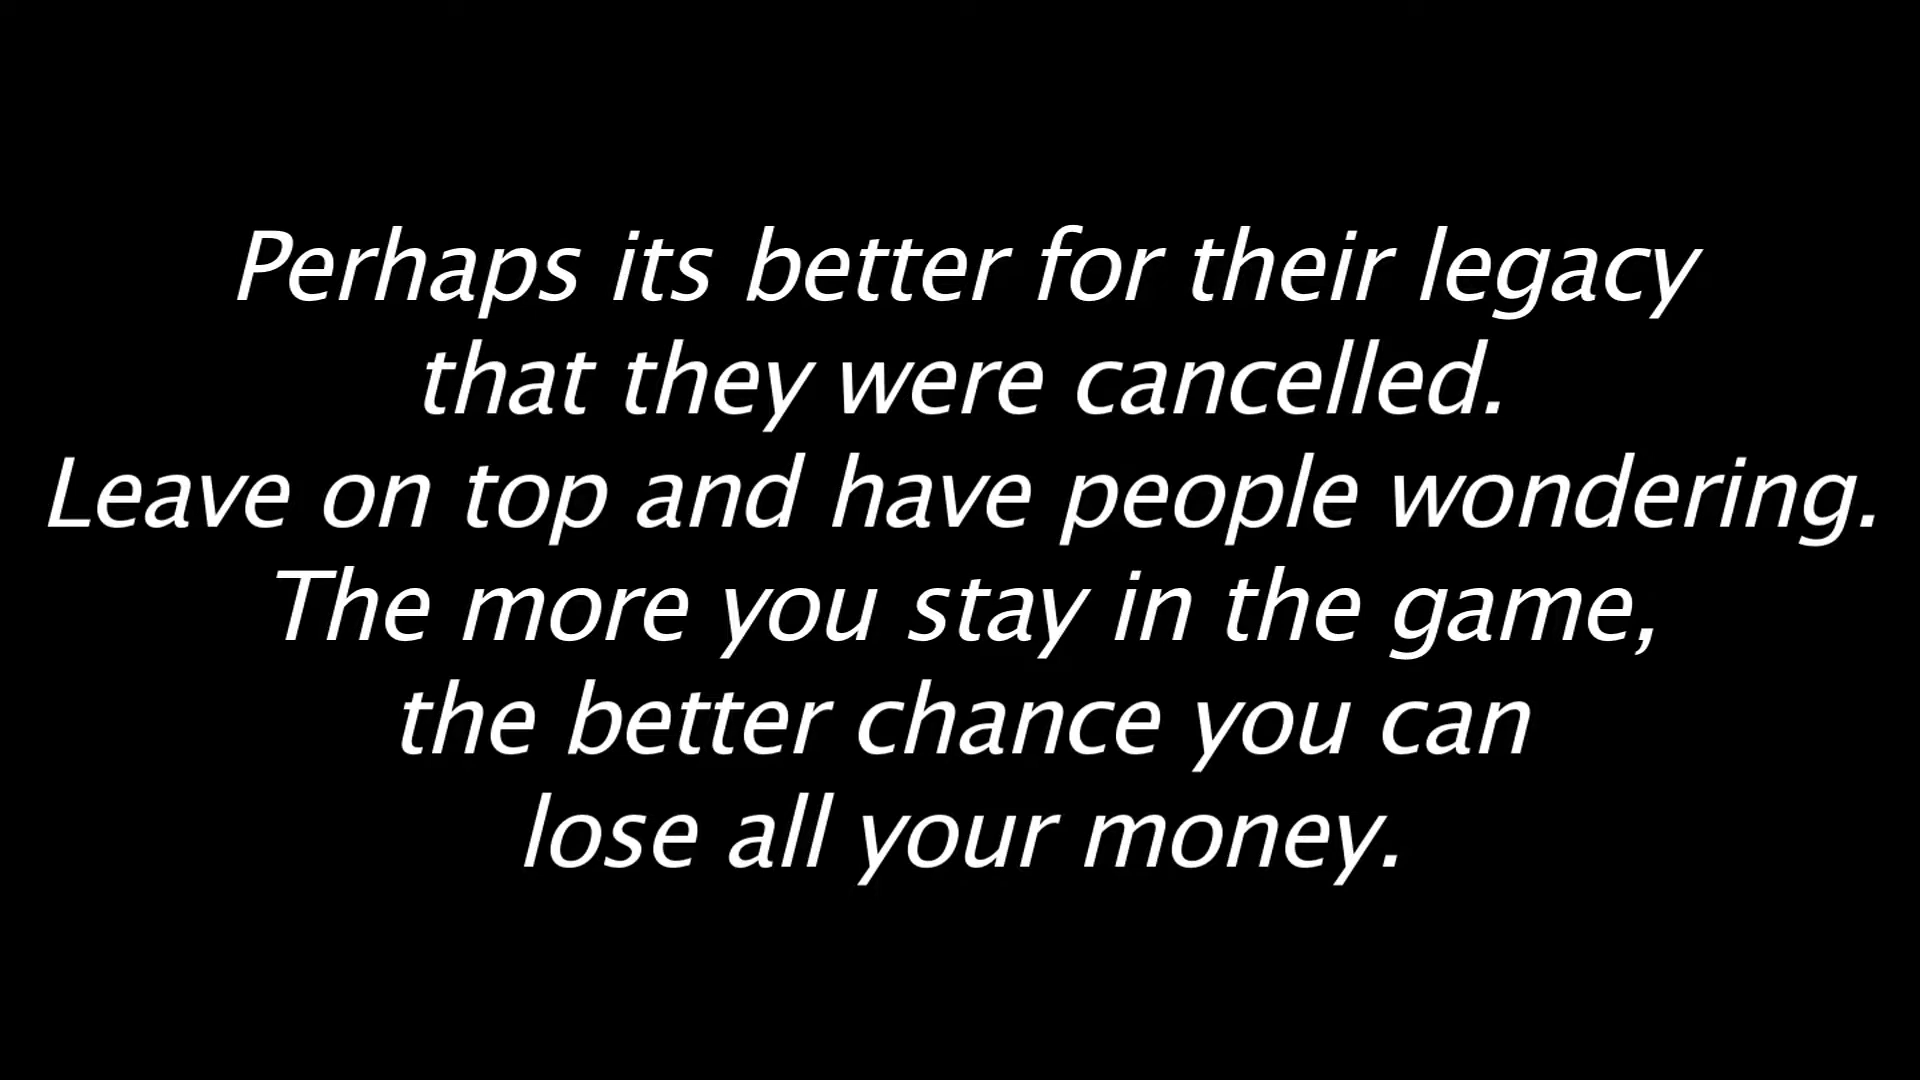 Perhaps its better for their legacy
that they were cancelled.
Leave on top and have people wondering.
The more you stay in the game,
the better chance you can
lose all your money.